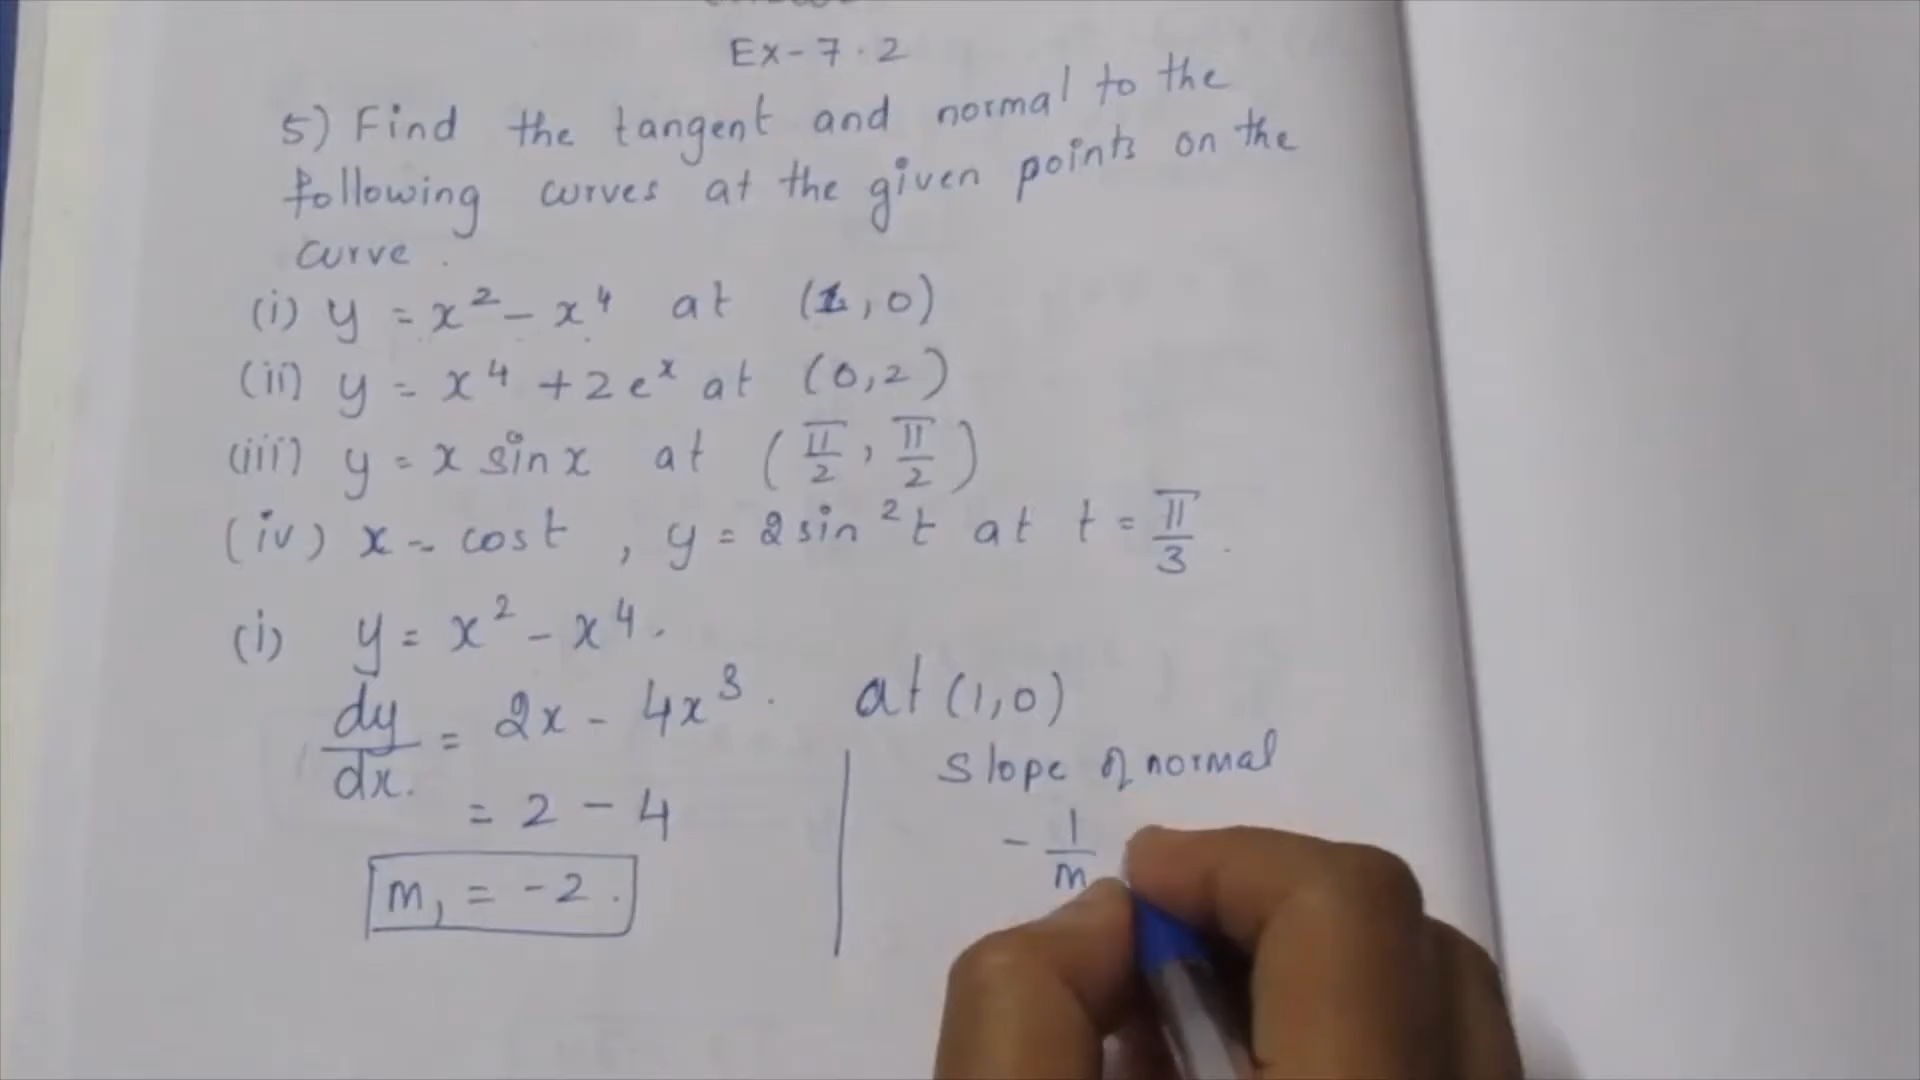 Ex-7.2
5) Find the tangent and normal to the
following curves at the given points on the
curve.
(i) y = x² - x⁴ at (1,0)
(ii) y = x⁴ + 2eˣ at (0,2)
(iii) y = x sin x at (π/2, π/2)
(iv) x = cos t, y = 2 sin² t at t = π/3.
(i) y = x² - x⁴.
dy/dx. = 2x - 4x³. at (1,0)
= 2 - 4
m₁ = -2.
Slope of normal
- 1/m